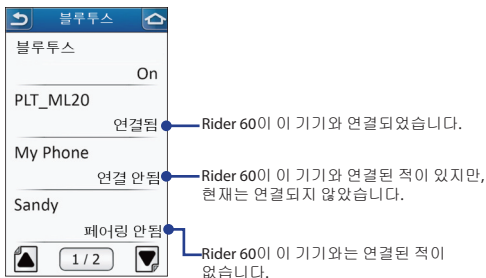 블루투스
블루투스
On
PLT_ML20
연결됨
Rider 60이 이 기기와 연결되었습니다.
My Phone
연결 안됨
Rider 60이 이 기기와 연결된 적이 있지만,
현재는 연결되지 않았습니다.
Sandy
페어링 안됨
1 / 2
Rider 60이 이 기기와는 연결된 적이
없습니다.